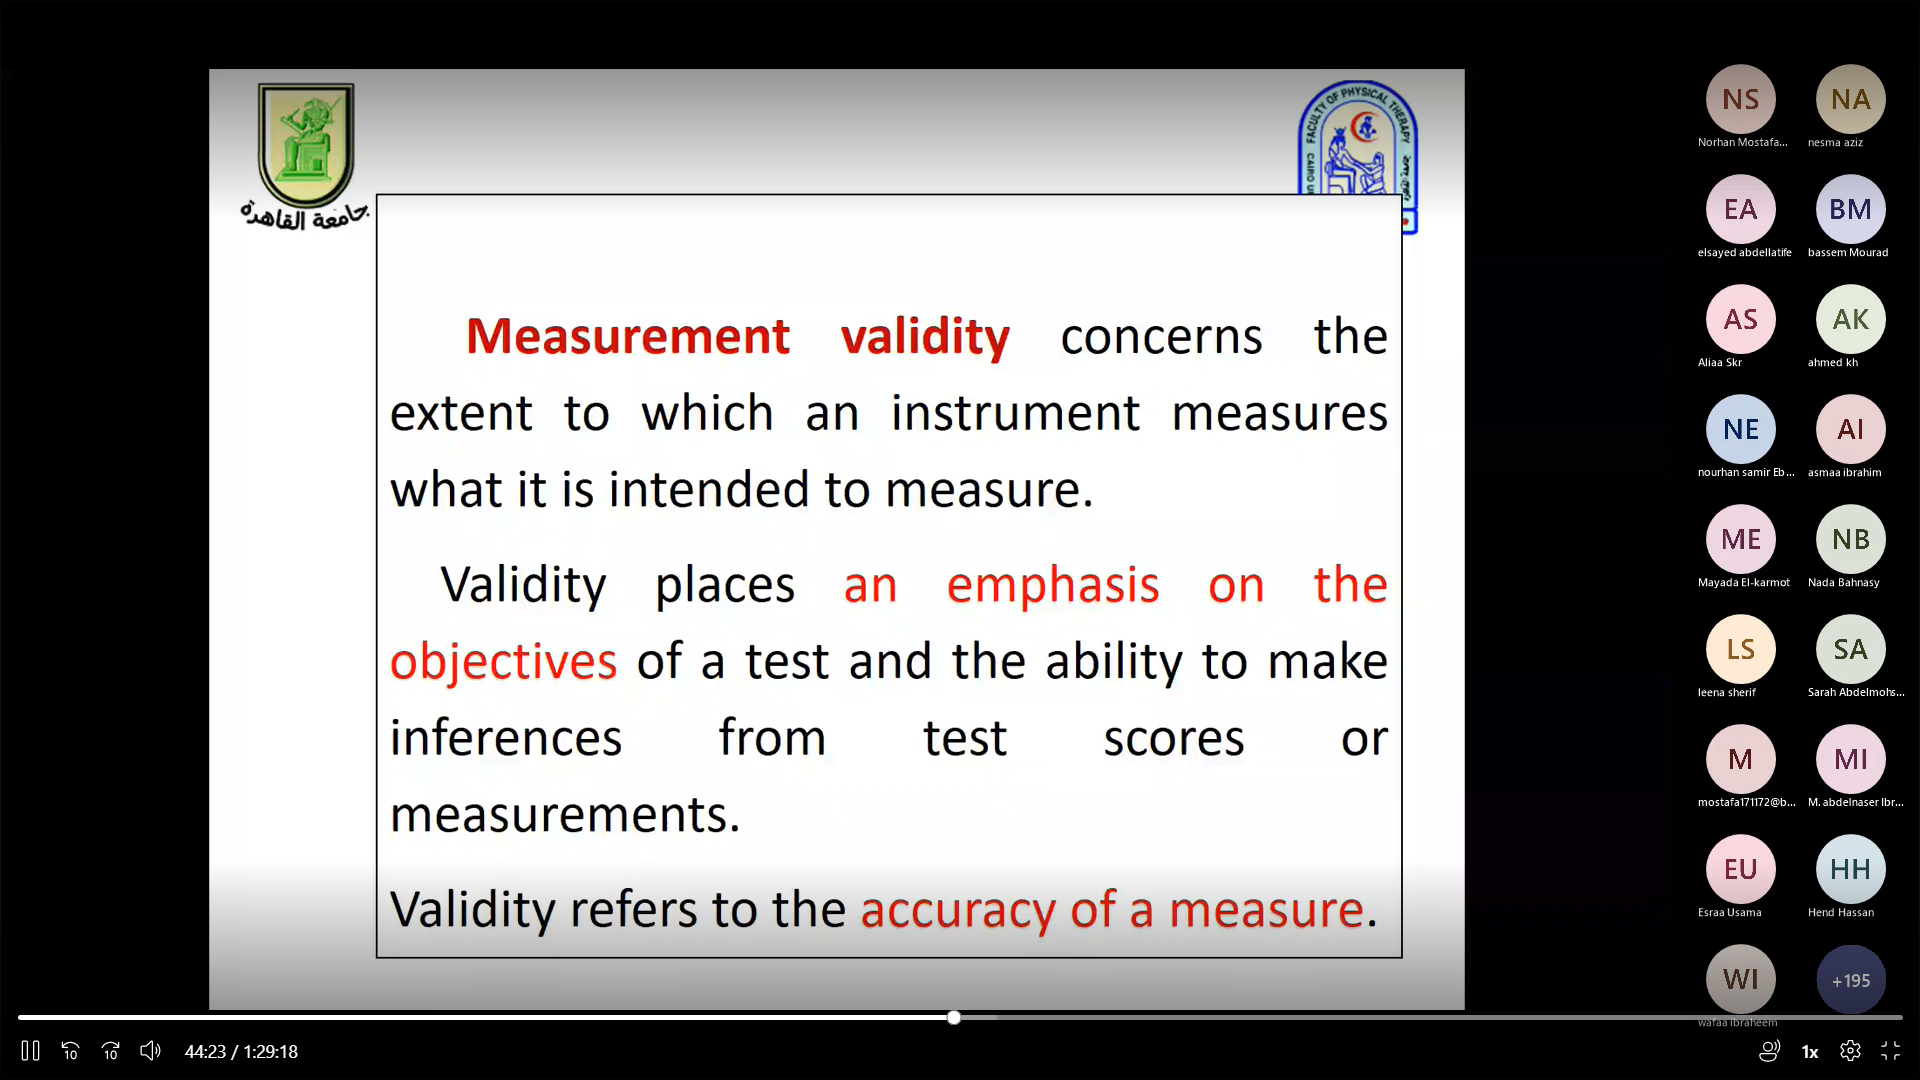 FACULTY OF PHYSICAL THERAPY
جامعة القاهرة
Measurement validity concerns the
extent to which an instrument measures
what it is intended to measure.
Validity places an emphasis on the
objectives of a test and the ability to make
inferences from test scores or
measurements.
Validity refers to the accuracy of a measure.
NS NA
Norhan Mostafa... nesma aziz
EA BM
elsayed abdellatife bassem Mourad
AS AK
Aliaa Skr ahmed kh
NE AI
nourhan samir Eb... asmaa ibrahim
ME NB
Mayada El-karmot Nada Bahnasy
LS SA
leena sherif Sarah Abdelmohs...
M MI
mostafa171172@b... M. abdelnaser Ibr...
EU HH
Esraa Usama Hend Hassan
WI +195
wafaa ibraheem
10 10 44:23 / 1:29:18 1x